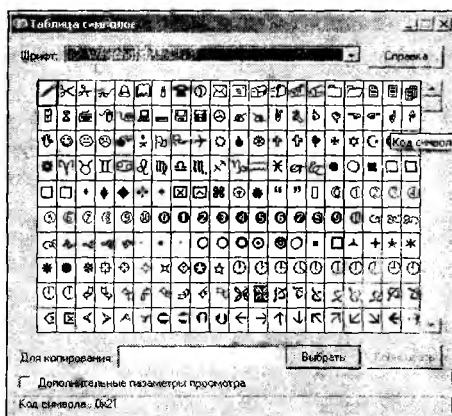 Таблица символов
Шрифт:
Справка
Код символа
Для копирования:
Выбрать
Дополнительные параметры просмотра
Код символа: 0x21